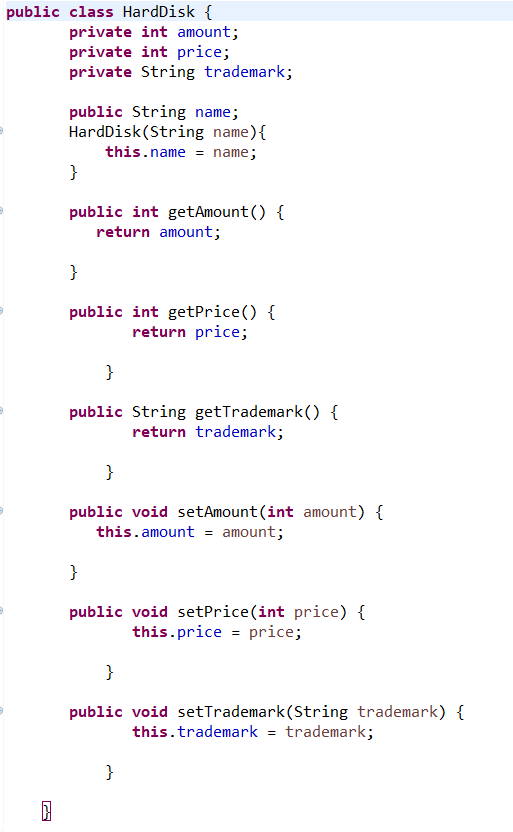 public class HardDisk {
private int amount;
private int price;
private String trademark;
public String name;
HardDisk(String name){
this.name = name;
}
public int getAmount() {
return amount;
}
public int getPrice() {
return price;
}
public String getTrademark() {
return trademark;
}
public void setAmount(int amount) {
this.amount = amount;
}
public void setPrice(int price) {
this.price = price;
}
public void setTrademark(String trademark) {
this.trademark = trademark;
}
}